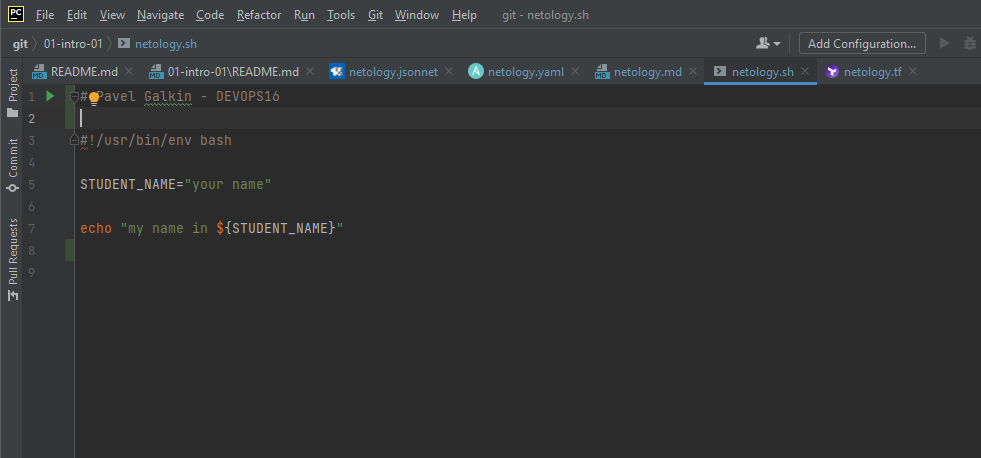 PC File Edit View Navigate Code Refactor Run Tools Git Window Help git - netology.sh
git 01-intro-01 netology.sh Add Configuration...
MD README.md MD 01-intro-01\README.md netology.jsonnet A netology.yaml MD netology.md netology.sh netology.tf
Project
Commit
Pull Requests
1 # Pavel Galkin - DEVOPS16
2
3 #!/usr/bin/env bash
4
5 STUDENT_NAME="your name"
6
7 echo "my name in ${STUDENT_NAME}"
8
9